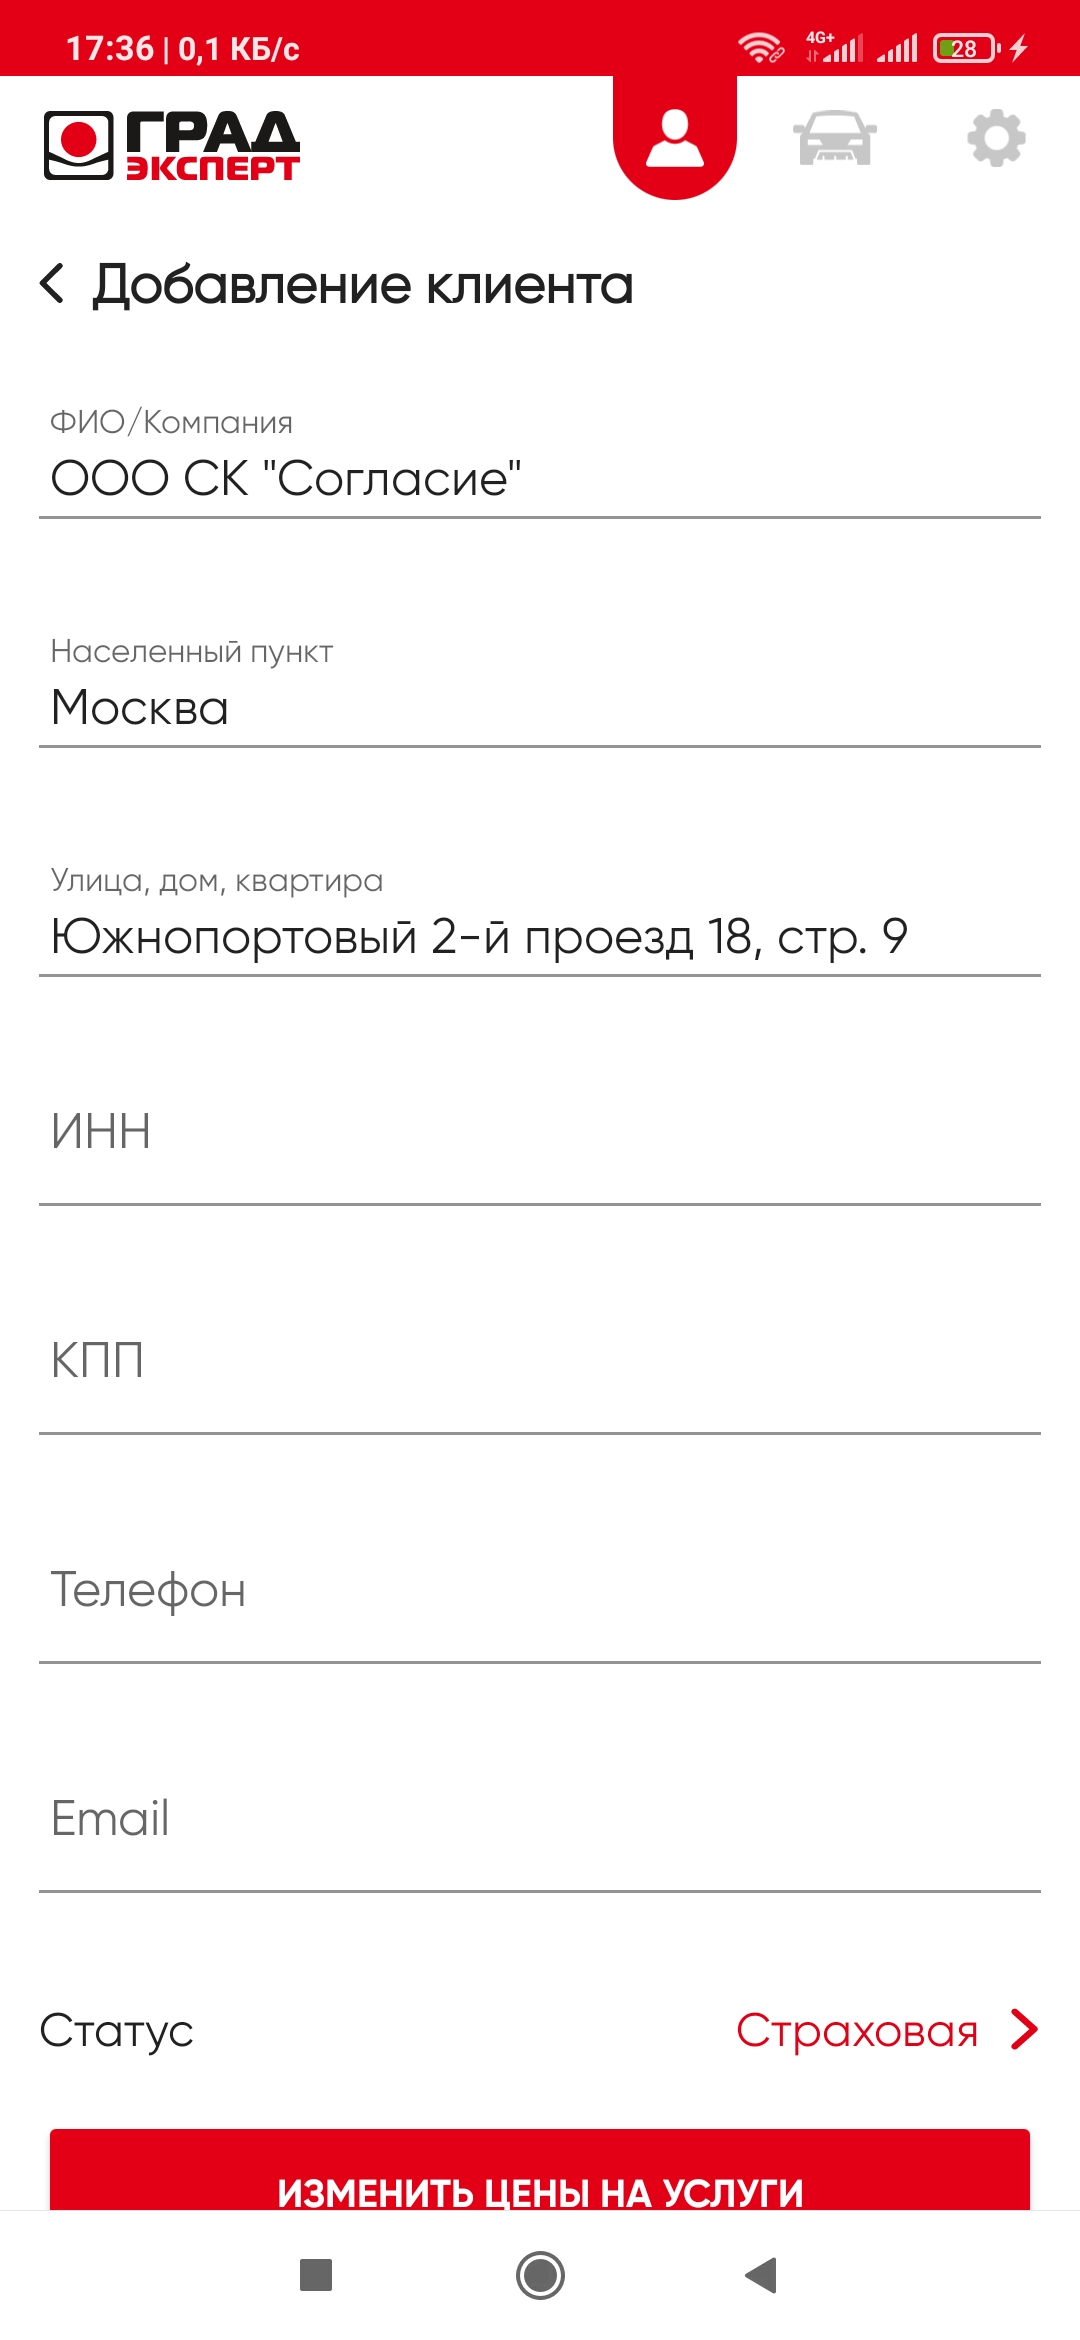 17:36 | 0,1 КБ/с
4G+
28
ГРАД
ЭКСПЕРТ
Добавление клиента
ФИО/Компания
ООО СК "Согласие"
Населенный пункт
Москва
Улица, дом, квартира
Южнопортовый 2-й проезд 18, стр. 9
ИНН
КПП
Телефон
Email
Статус
Страховая
ИЗМЕНИТЬ ЦЕНЫ НА УСЛУГИ